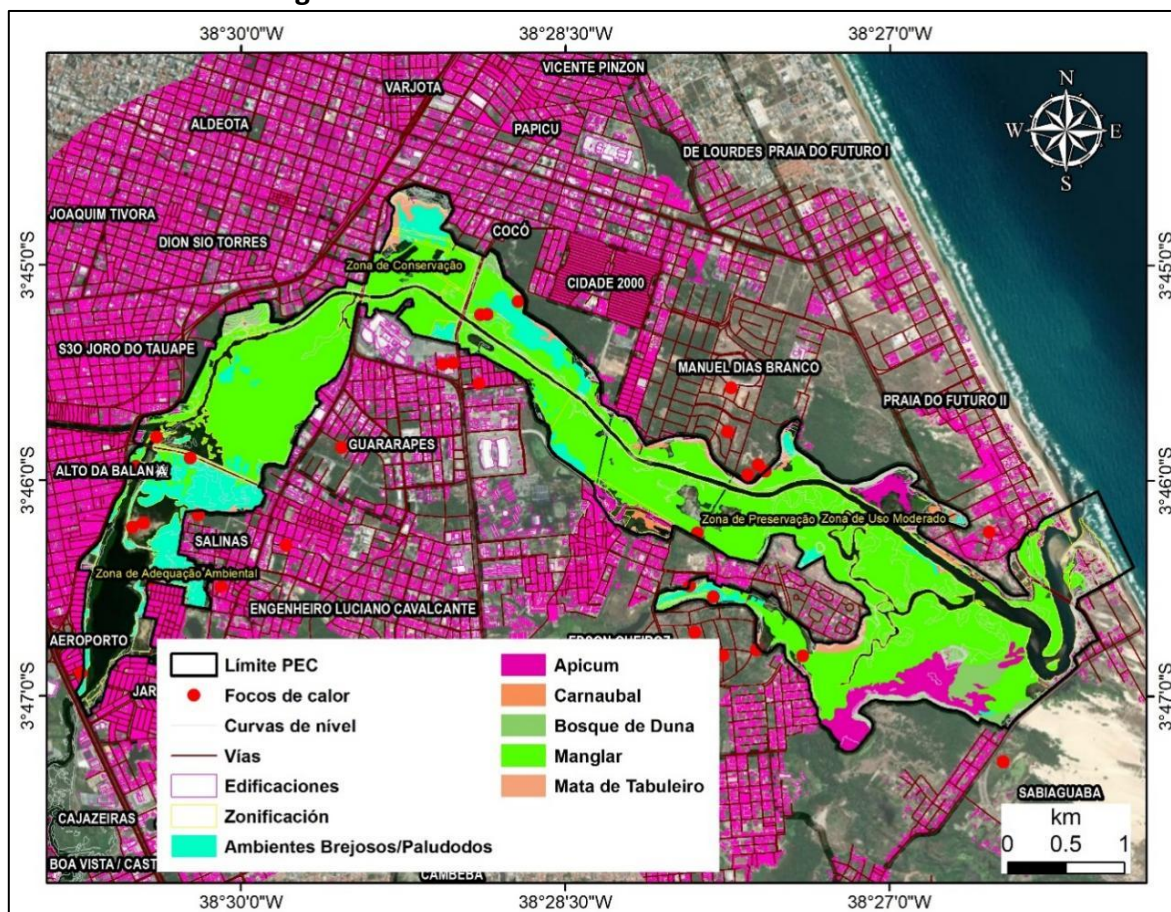 38°30'0"W 38°28'30"W 38°27'0"W
VICENTE PINZON
VARJOTA
ALDEOTA
PAPICU
DE LOURDES PRAIA DO FUTURO I
N
W E
S
JOAQUIM TIVORA
DION SIO TORRES
COCÓ
3°45'0"S 3°45'0"S
Zona de Conservação
CIDADE 2000
S3O JORO DO TAUAPE
MANUEL DIAS BRANCO
PRAIA DO FUTURO II
GUARARAPES
ALTO DA BALAN A
3°46'0"S 3°46'0"S
Zona de Preservação Zona de Uso Moderado
SALINAS
Zona de Adequação Ambiental
ENGENHEIRO LUCIANO CAVALCANTE
AEROPORTO
EDSON QUEIROZ
JAR
3°47'0"S 3°47'0"S
Límite PEC
Focos de calor
Curvas de nível
Vías
Edificaciones
Zonificación
Ambientes Brejosos/Paludodos
Apicum
Carnaubal
Bosque de Duna
Manglar
Mata de Tabuleiro
SABIAGUABA
CAJAZEIRAS
km
0 0.5 1
BOA VISTA / CAST
CAMBEBA
38°30'0"W 38°28'30"W 38°27'0"W